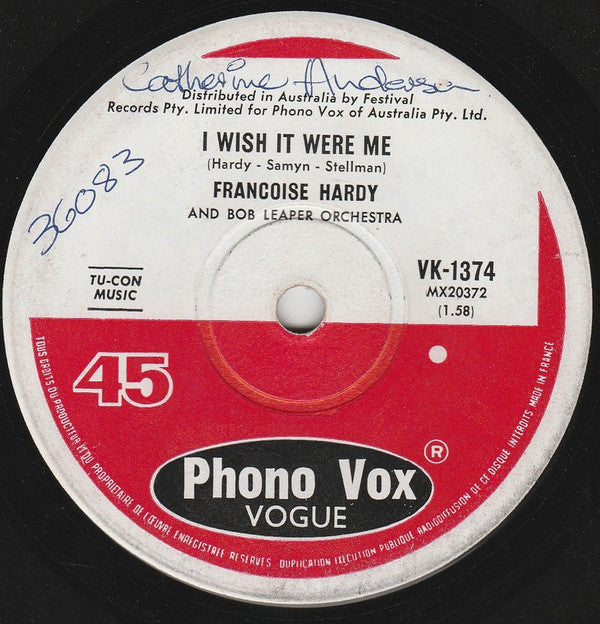 Catherine Anderson
Distributed in Australia by Festival
Records Pty. Limited for Phono Vox of Australia Pty. Ltd.
I WISH IT WERE ME
(Hardy - Samyn - Stellman)
FRANCOISE HARDY
AND BOB LEAPER ORCHESTRA
36083
TU-CON
MUSIC
VK-1374
MX20372
(1.58)
45
Phono Vox ®
VOGUE
TOUS DROITS DU PRODUCTEUR ET DU PROPRIETAIRE DE L'ŒUVRE ENREGISTREE RESERVES DUPLICATION EXECUTION PUBLIQUE RADIODIFFUSION DE CE DISQUE INTERDITS MADE IN FRANCE